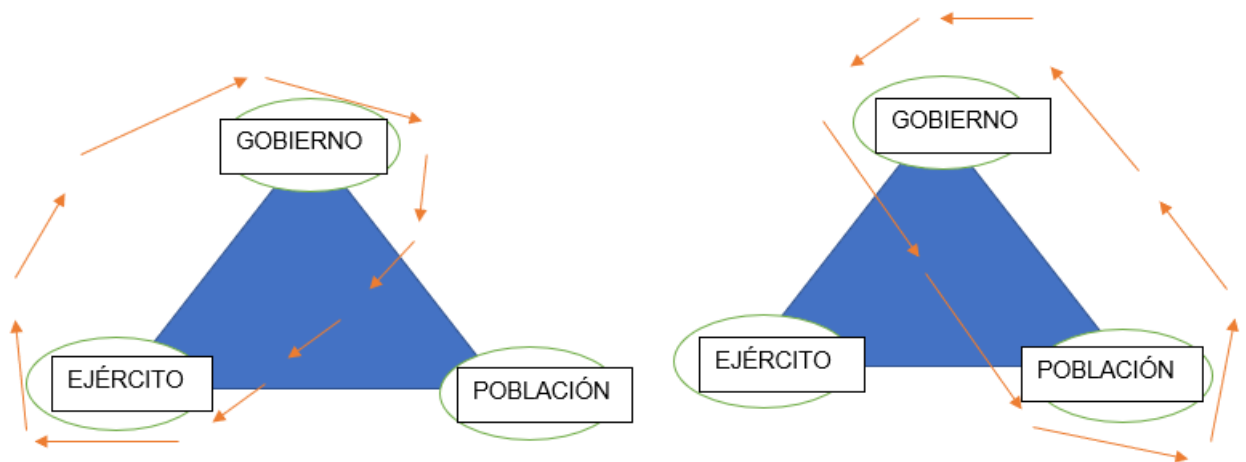 GOBIERNO
EJÉRCITO
POBLACIÓN
GOBIERNO
EJÉRCITO
POBLACIÓN